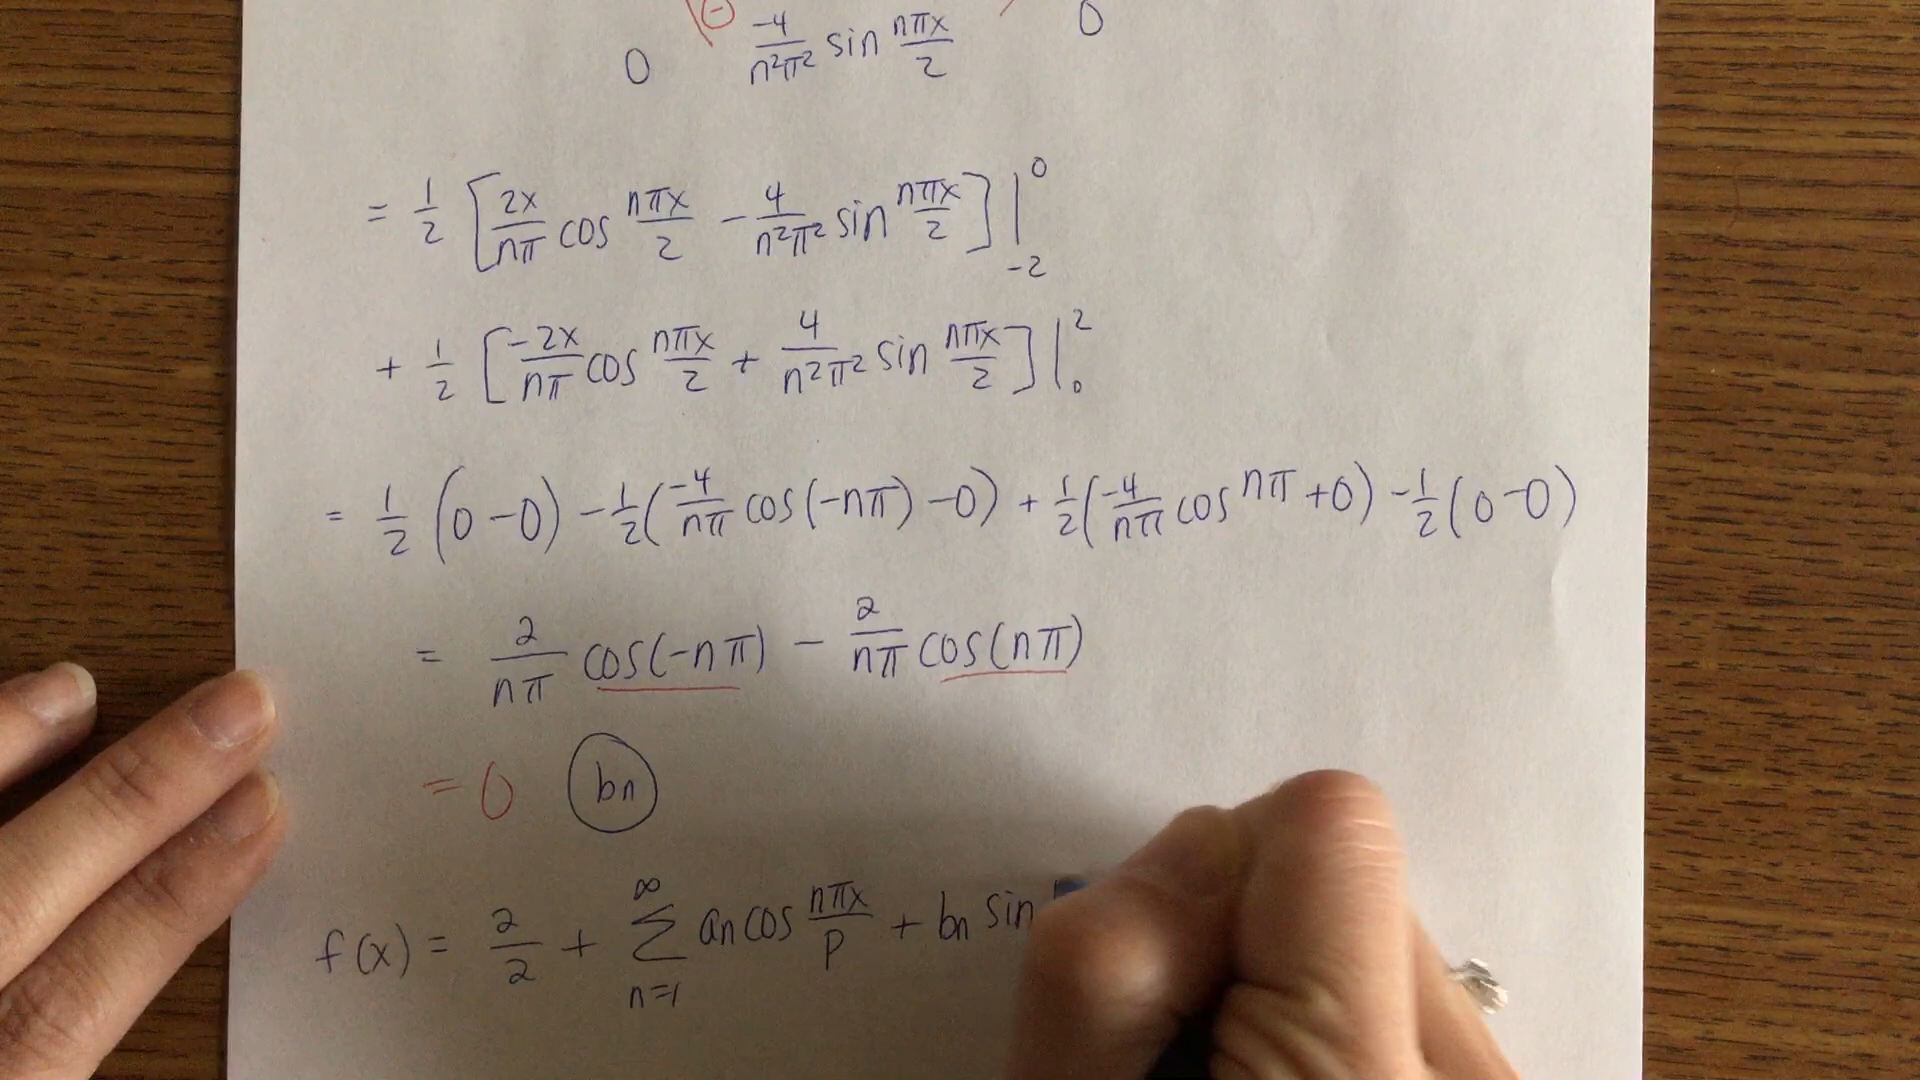 ⊖
0 -4/n²π² sin nπx/2 0
= 1/2 [2x/nπ cos nπx/2 - 4/n²π² sin nπx/2] |⁰₋₂
+ 1/2 [-2x/nπ cos nπx/2 + 4/n²π² sin nπx/2] |²₀
= 1/2 (0-0) - 1/2(-4/nπ cos(-nπ) - 0) + 1/2(-4/nπ cos nπ + 0) - 1/2(0-0)
= 2/nπ cos(-nπ) - 2/nπ cos(nπ)
= 0 bn
f(x) = 2/2 + ∑ₙ₌₁^∞ an cos nπx/p + bn sin